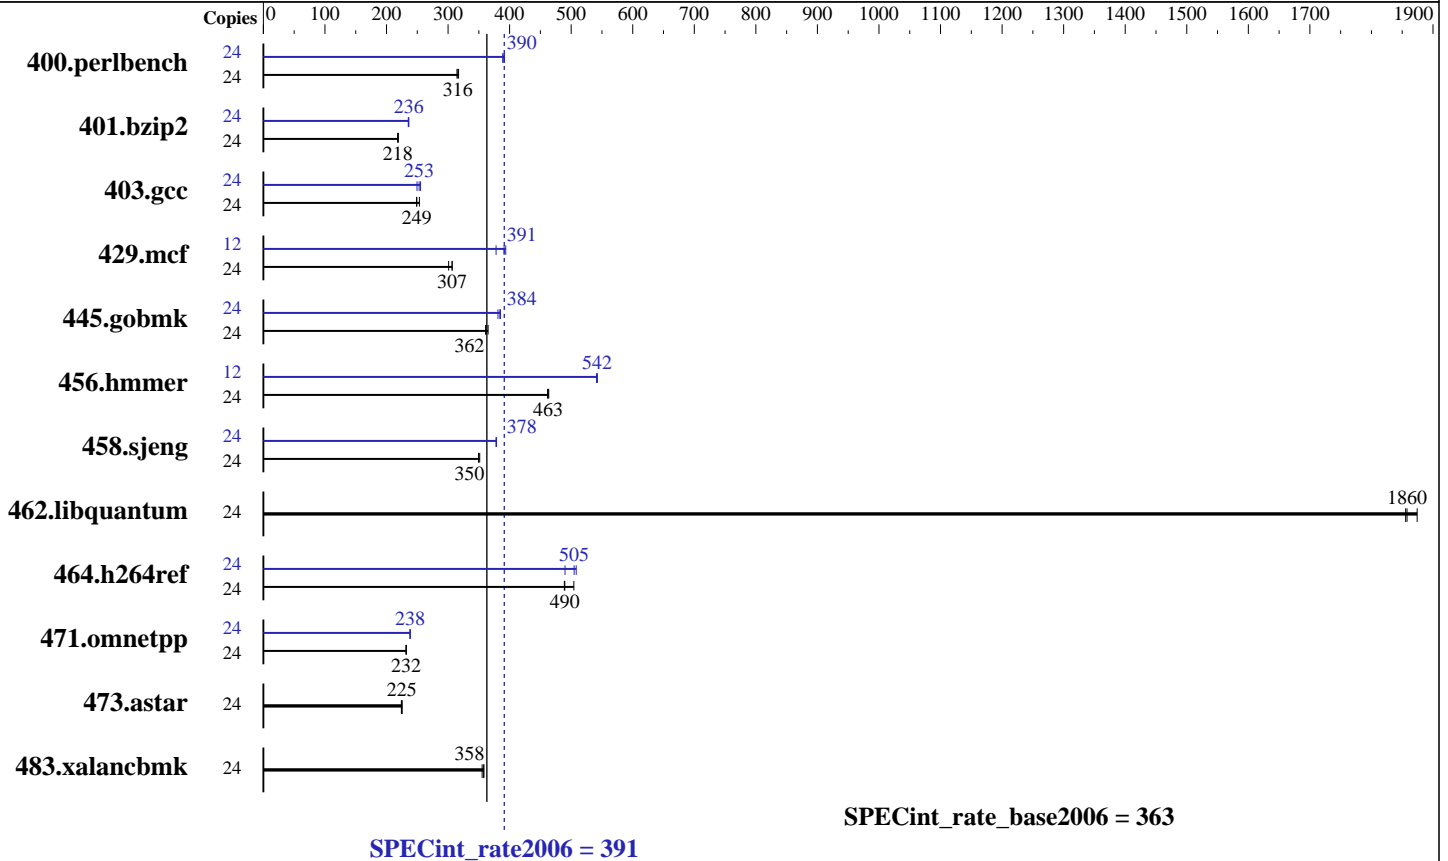 Copies 0 100 200 300 400 500 600 700 800 900 1000 1100 1200 1300 1400 1500 1600 1700 1900
400.perlbench 24 390
24 316
401.bzip2 24 236
24 218
403.gcc 24 253
24 249
429.mcf 12 391
24 307
445.gobmk 24 384
24 362
456.hmmer 12 542
24 463
458.sjeng 24 378
24 350
462.libquantum 24 1860
464.h264ref 24 505
24 490
471.omnetpp 24 238
24 232
473.astar 24 225
483.xalancbmk 24 358
SPECint_rate_base2006 = 363
SPECint_rate2006 = 391